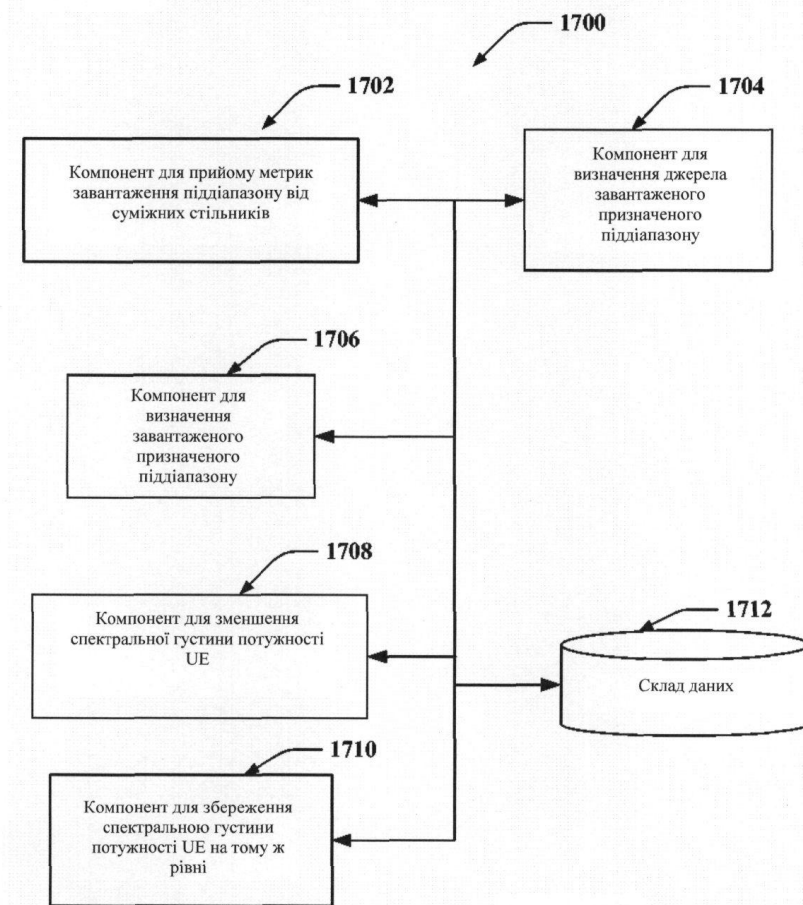 1700
1702
1704
Компонент для прийому метрик
завантаження піддіапазону від
суміжних стільників
Компонент для
визначення джерела
завантаженого
призначеного
піддіапазону
1706
Компонент для
визначення
завантаженого
призначеного
піддіапазону
1708
Компонент для зменшення
спектральної густини потужності
UE
1712
Склад даних
1710
Компонент для збереження
спектральною густини
потужності UE на тому ж
рівні